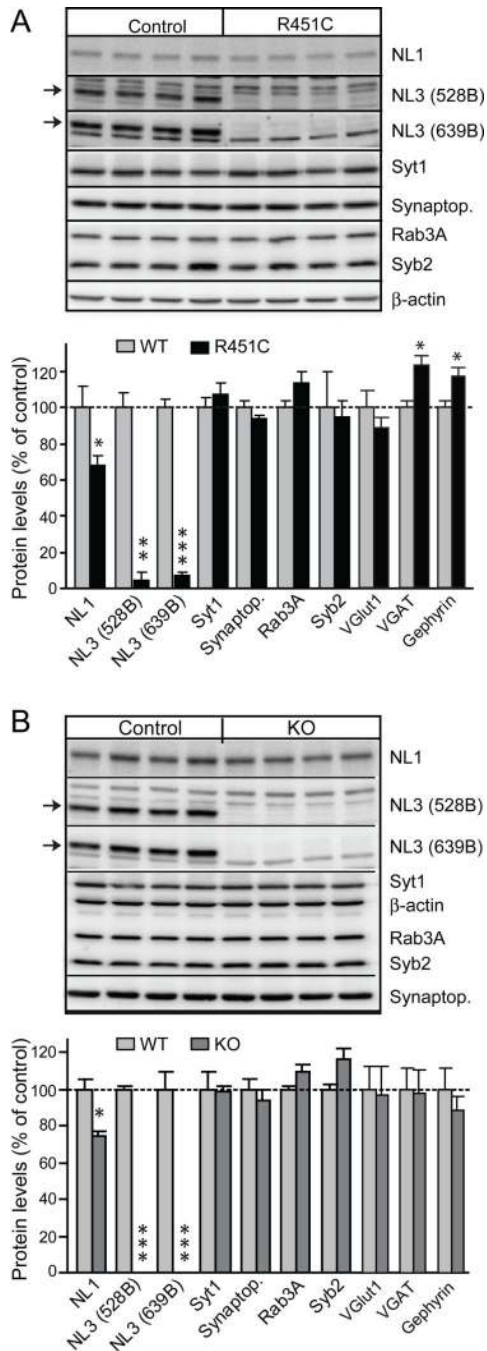 A
Control R451C
NL1
NL3 (528B)
NL3 (639B)
Syt1
Synaptop.
Rab3A
Syb2
β-actin
WT R451C
Protein levels (% of control)
120
100
80
60
40
20
0
*
**
***
*
*
NL1
NL3 (528B)
NL3 (639B)
Syt1
Synaptop.
Rab3A
Syb2
VGlut1
VGAT
Gephyrin
B
Control KO
NL1
NL3 (528B)
NL3 (639B)
Syt1
β-actin
Rab3A
Syb2
Synaptop.
WT KO
Protein levels (% of control)
120
100
80
60
40
20
0
*
***
***
NL1
NL3 (528B)
NL3 (639B)
Syt1
Synaptop.
Rab3A
Syb2
VGlut1
VGAT
Gephyrin